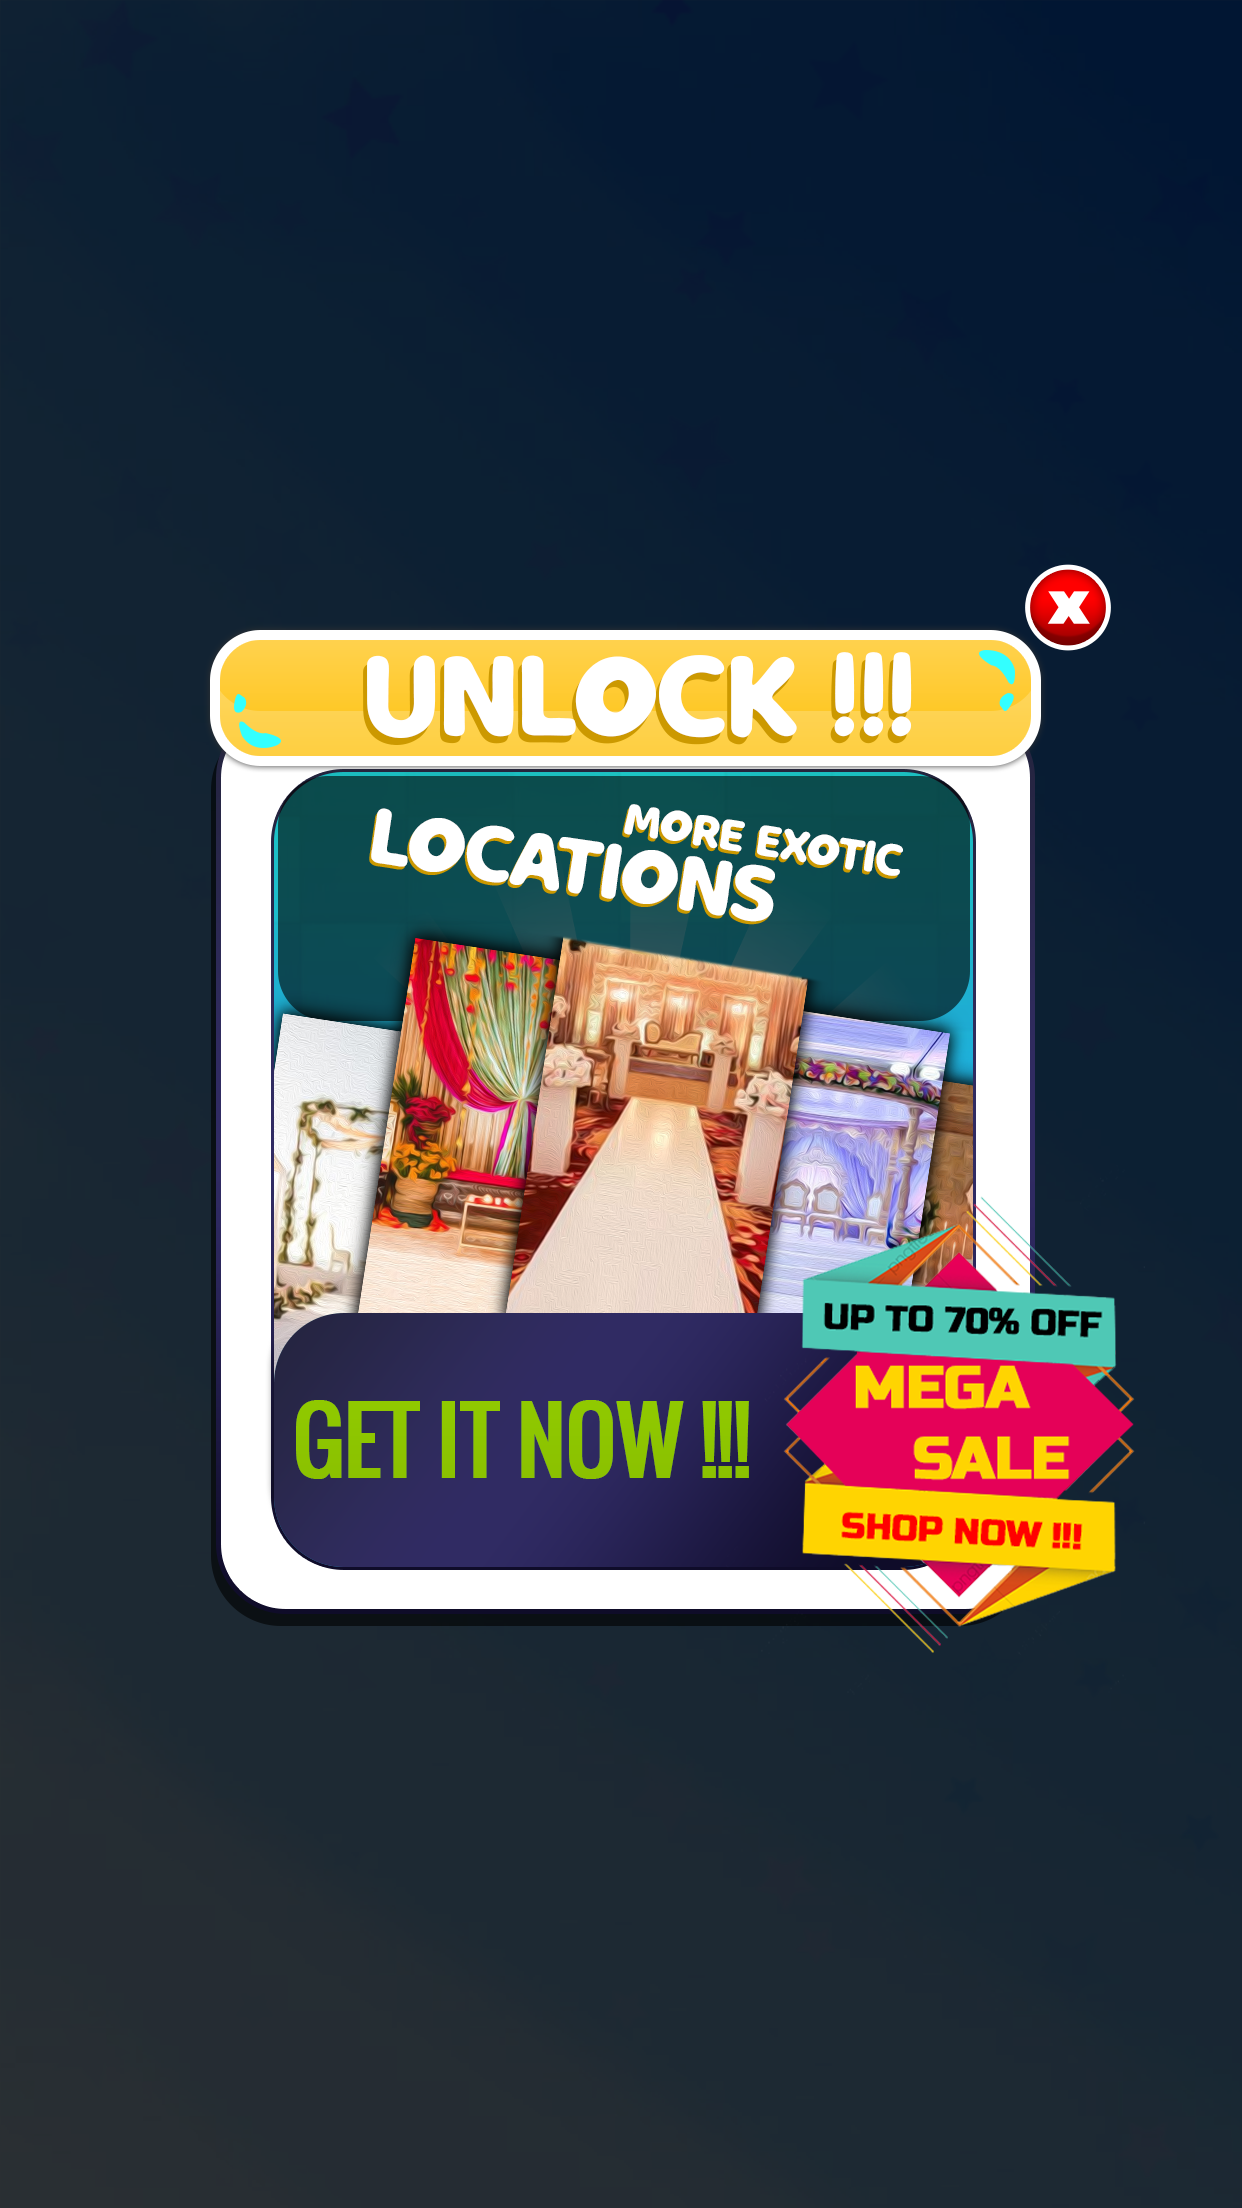 X
UNLOCK !!!
MORE EXOTIC
LOCATIONS
UP TO 70% OFF
MEGA
SALE
GET IT NOW !!!
SHOP NOW !!!